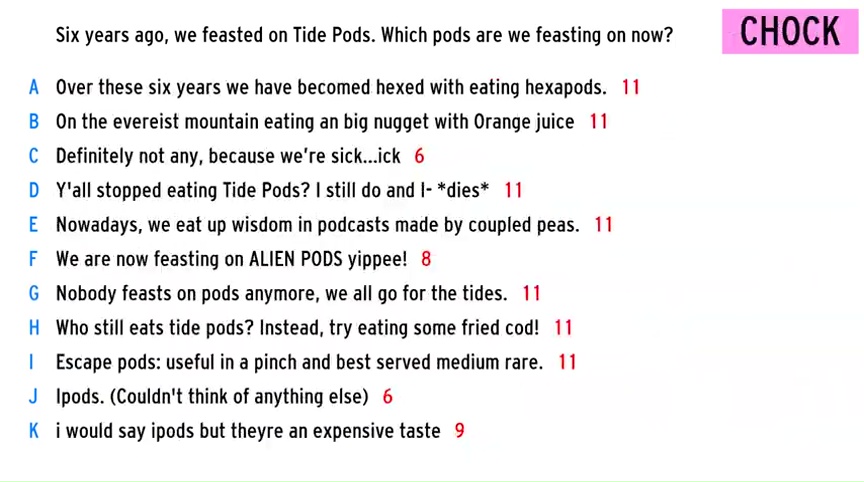 Six years ago, we feasted on Tide Pods. Which pods are we feasting on now?
CHOCK
A Over these six years we have becomed hexed with eating hexapods. 11
B On the evereist mountain eating an big nugget with Orange juice 11
C Definitely not any, because we're sick...ick 6
D Y'all stopped eating Tide Pods? I still do and I- *dies* 11
E Nowadays, we eat up wisdom in podcasts made by coupled peas. 11
F We are now feasting on ALIEN PODS yippee! 8
G Nobody feasts on pods anymore, we all go for the tides. 11
H Who still eats tide pods? Instead, try eating some fried cod! 11
I Escape pods: useful in a pinch and best served medium rare. 11
J Ipods. (Couldn't think of anything else) 6
K i would say ipods but theyre an expensive taste 9